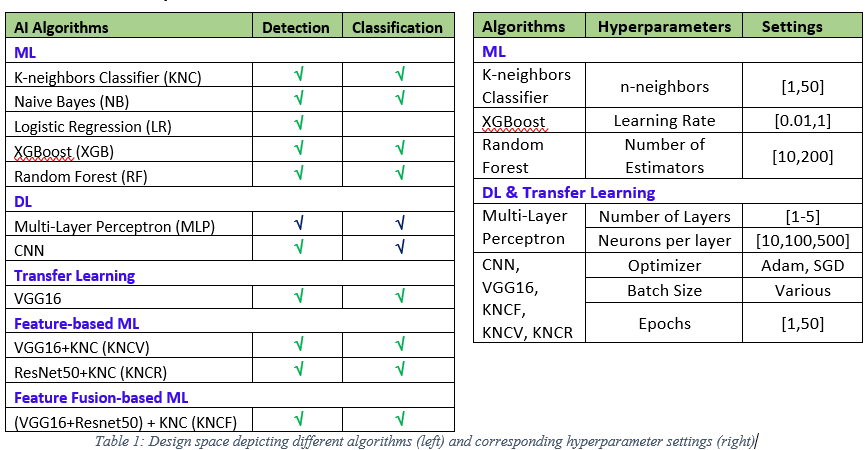 AI Algorithms Detection Classification
ML
K-neighbors Classifier (KNC) √ √
Naive Bayes (NB) √ √
Logistic Regression (LR) √
XGBoost (XGB) √ √
Random Forest (RF) √ √
DL
Multi-Layer Perceptron (MLP) √ √
CNN √ √
Transfer Learning
VGG16 √ √
Feature-based ML
VGG16+KNC (KNCV) √ √
ResNet50+KNC (KNCR) √ √
Feature Fusion-based ML
(VGG16+Resnet50) + KNC (KNCF) √ √
Algorithms Hyperparameters Settings
ML
K-neighbors
Classifier
n-neighbors [1,50]
XGBoost Learning Rate [0.01,1]
Random
Forest
Number of
Estimators
[10,200]
DL & Transfer Learning
Multi-Layer
Perceptron
Number of Layers [1-5]
Neurons per layer [10,100,500]
CNN,
VGG16,
KNCF,
KNCV, KNCR
Optimizer Adam, SGD
Batch Size Various
Epochs [1,50]
Table 1: Design space depicting different algorithms (left) and corresponding hyperparameter settings (right)